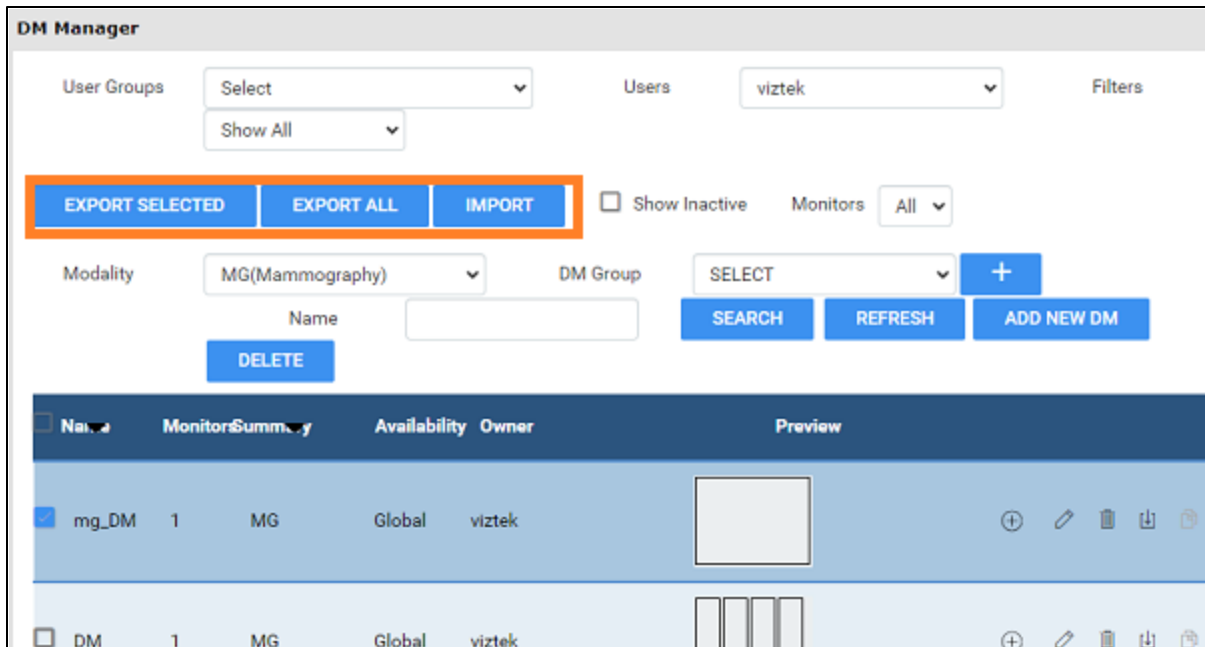 DM Manager
User Groups Select Users viztek Filters
Show All
EXPORT SELECTED EXPORT ALL IMPORT Show Inactive Monitors All
Modality MG(Mammography) DM Group SELECT +
Name SEARCH REFRESH ADD NEW DM
DELETE
Monitors Availability Owner Preview
mg_DM 1 MG Global viztek
DM 1 MG Global viztek